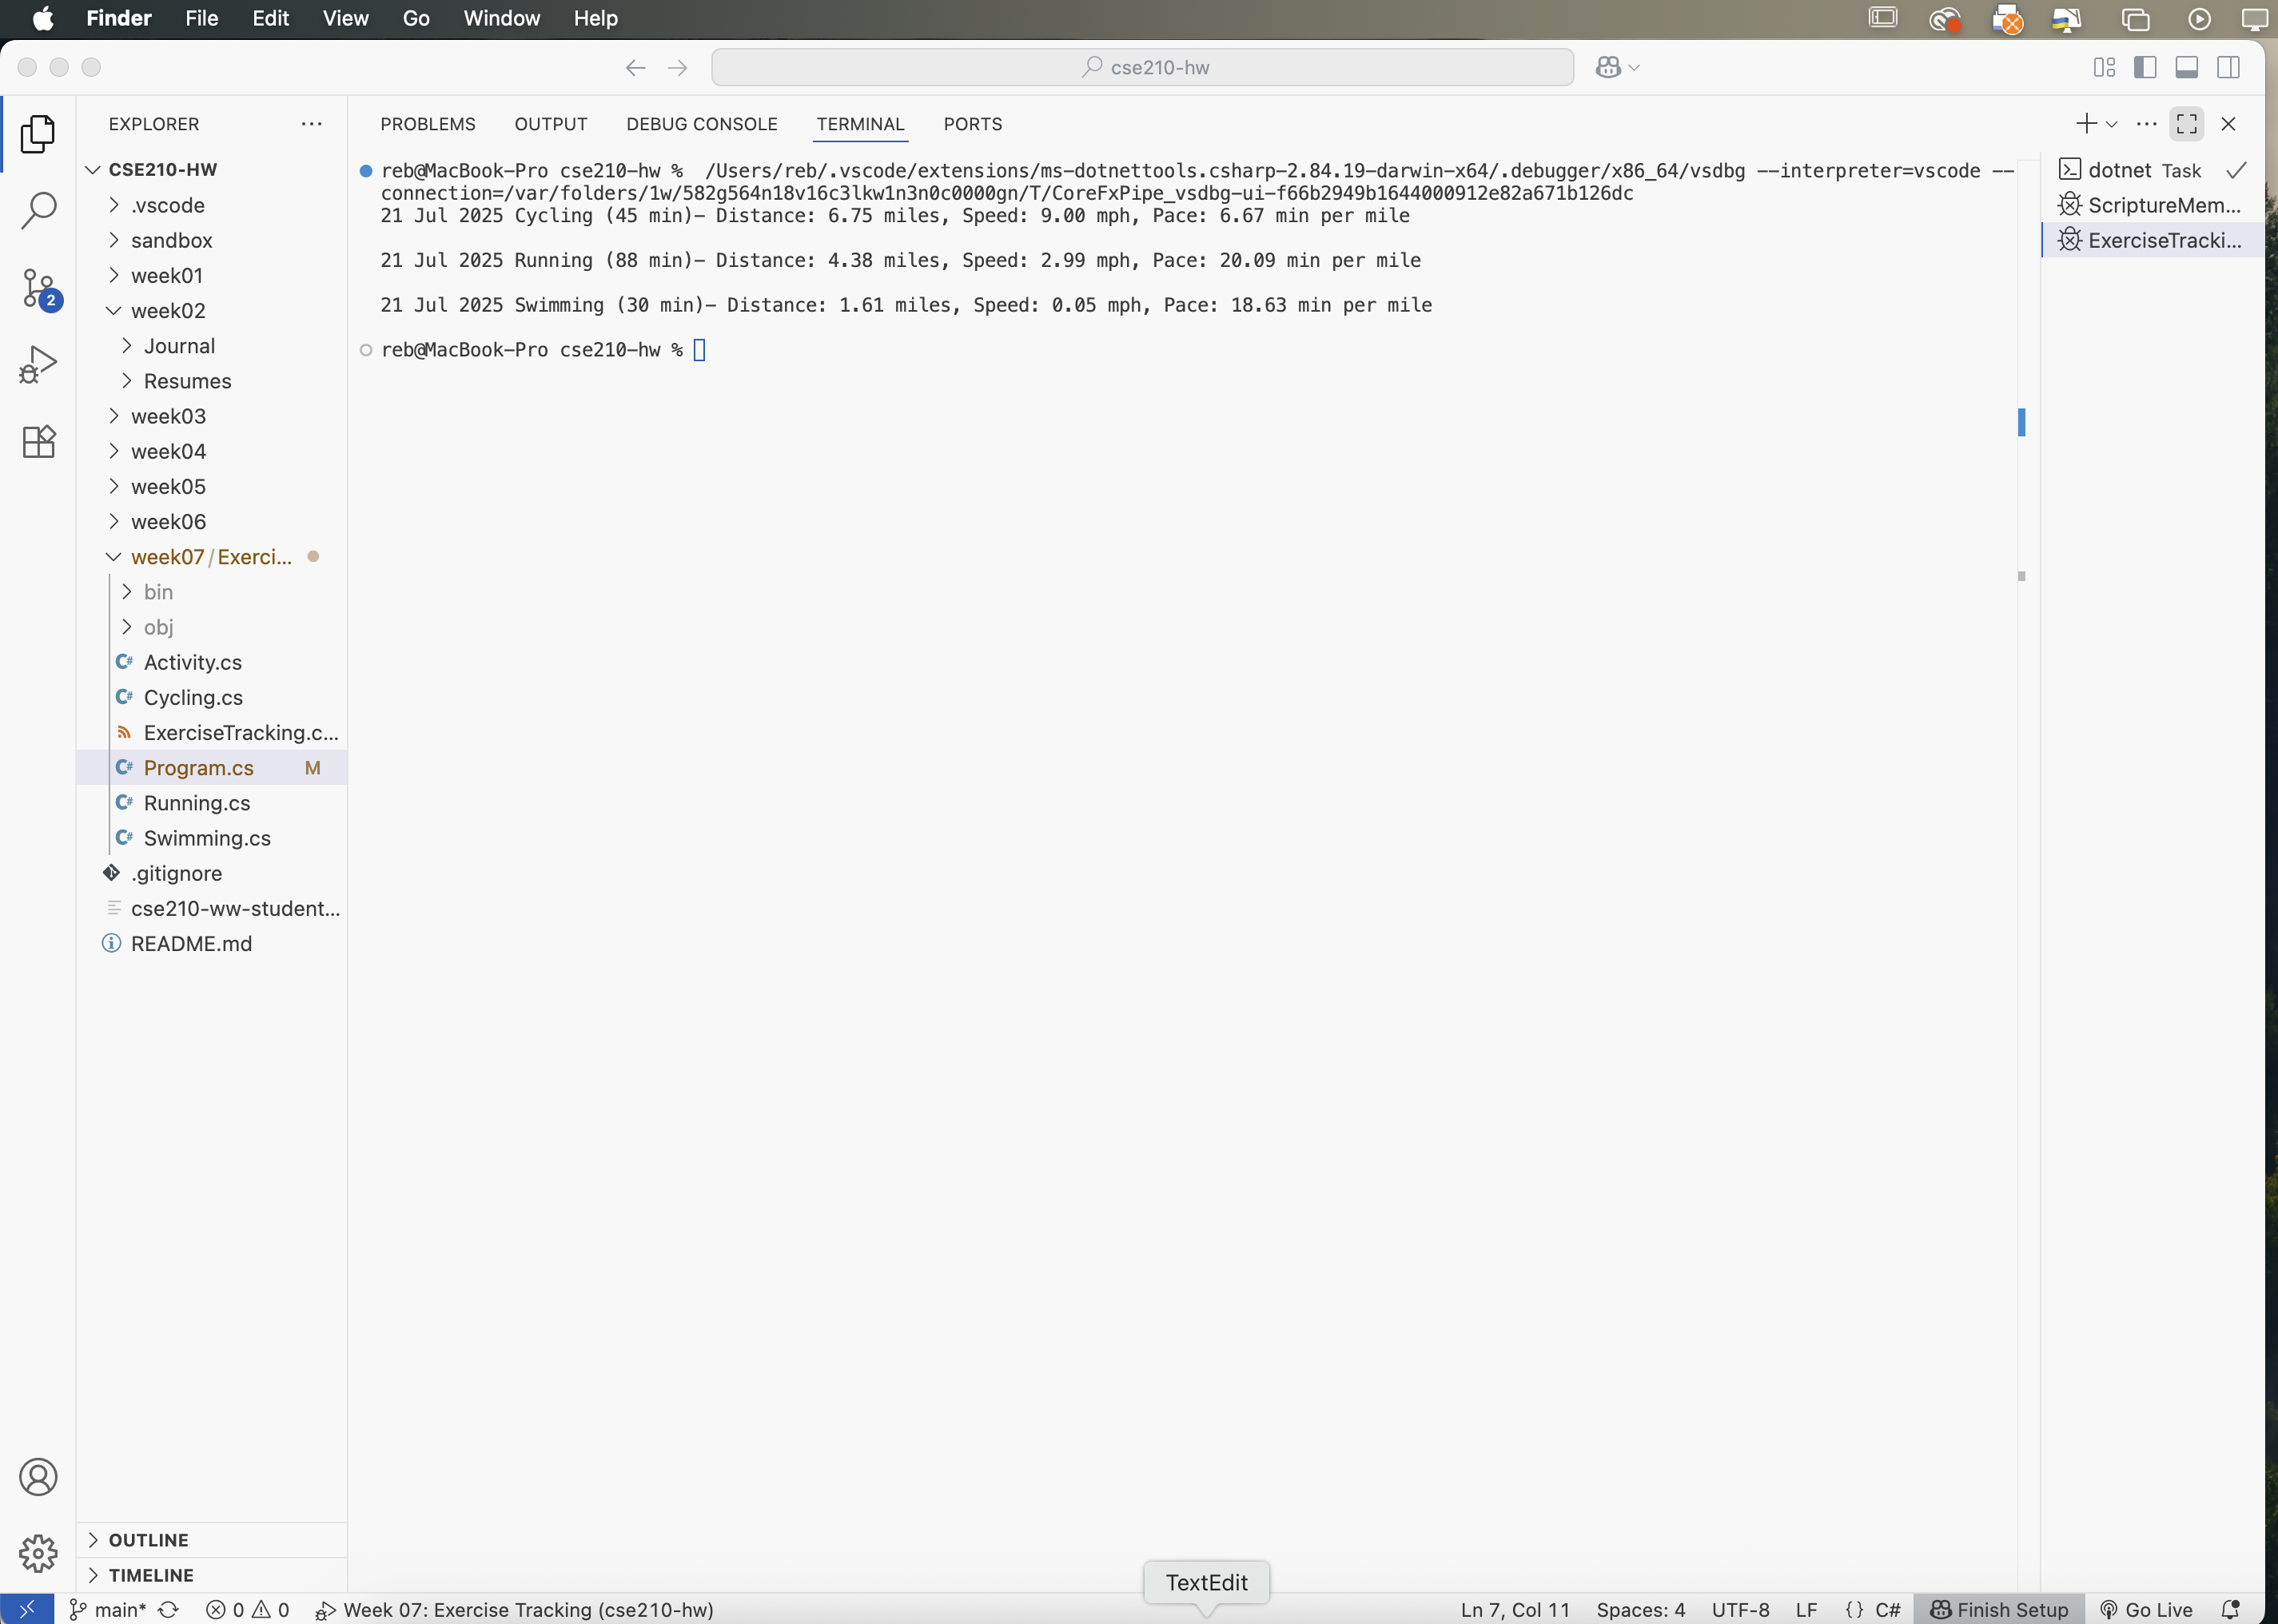 Finder File Edit View Go Window Help
cse210-hw
EXPLORER
CSE210-HW
.vscode
sandbox
week01
week02
Journal
Resumes
week03
week04
week05
week06
week07/Exerci...
bin
obj
Activity.cs
Cycling.cs
ExerciseTracking.c...
Program.cs M
Running.cs
Swimming.cs
.gitignore
cse210-ww-student...
README.md
OUTLINE
TIMELINE
2
PROBLEMS OUTPUT DEBUG CONSOLE TERMINAL PORTS
reb@MacBook-Pro cse210-hw % /Users/reb/.vscode/extensions/ms-dotnettools.csharp-2.84.19-darwin-x64/.debugger/x86_64/vsdbg --interpreter=vscode --
connection=/var/folders/1w/582g564n18v16c3lkw1n3n0c0000gn/T/CoreFxPipe_vsdbg-ui-f66b2949b1644000912e82a671b126dc
21 Jul 2025 Cycling (45 min)- Distance: 6.75 miles, Speed: 9.00 mph, Pace: 6.67 min per mile
21 Jul 2025 Running (88 min)- Distance: 4.38 miles, Speed: 2.99 mph, Pace: 20.09 min per mile
21 Jul 2025 Swimming (30 min)- Distance: 1.61 miles, Speed: 0.05 mph, Pace: 18.63 min per mile
reb@MacBook-Pro cse210-hw %
dotnet Task
ScriptureMem...
ExerciseTracki...
TextEdit
main* 0 0 Week 07: Exercise Tracking (cse210-hw) Ln 7, Col 11 Spaces: 4 UTF-8 LF {} C# Finish Setup Go Live